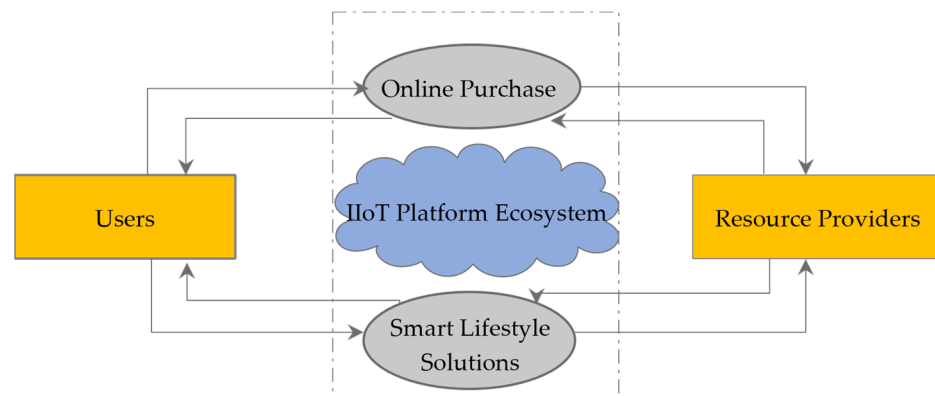 Online Purchase
Users
IIoT Platform Ecosystem
Resource Providers
Smart Lifestyle
Solutions